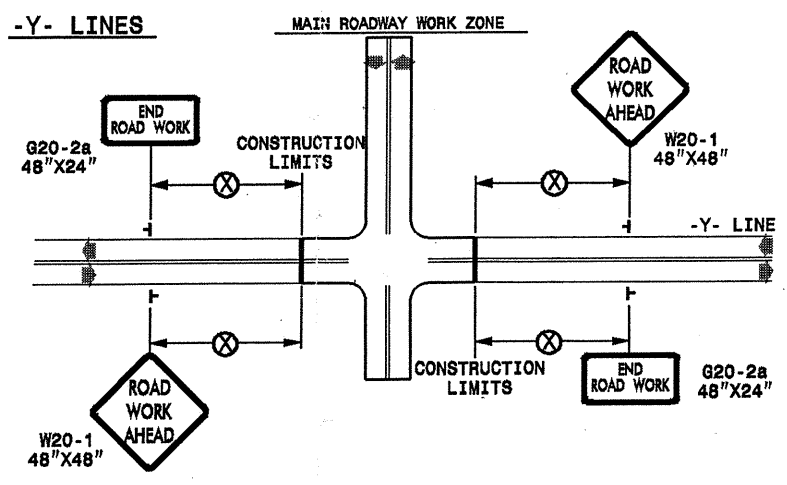 -Y- LINES
MAIN ROADWAY WORK ZONE
END
ROAD WORK
G20-2a
48"X24"
CONSTRUCTION
LIMITS
X
ROAD
WORK
AHEAD
W20-1
48"X48"
X
-Y- LINE
X
ROAD
WORK
AHEAD
W20-1
48"X48"
X
CONSTRUCTION
LIMITS
END
ROAD WORK
G20-2a
48"X24"